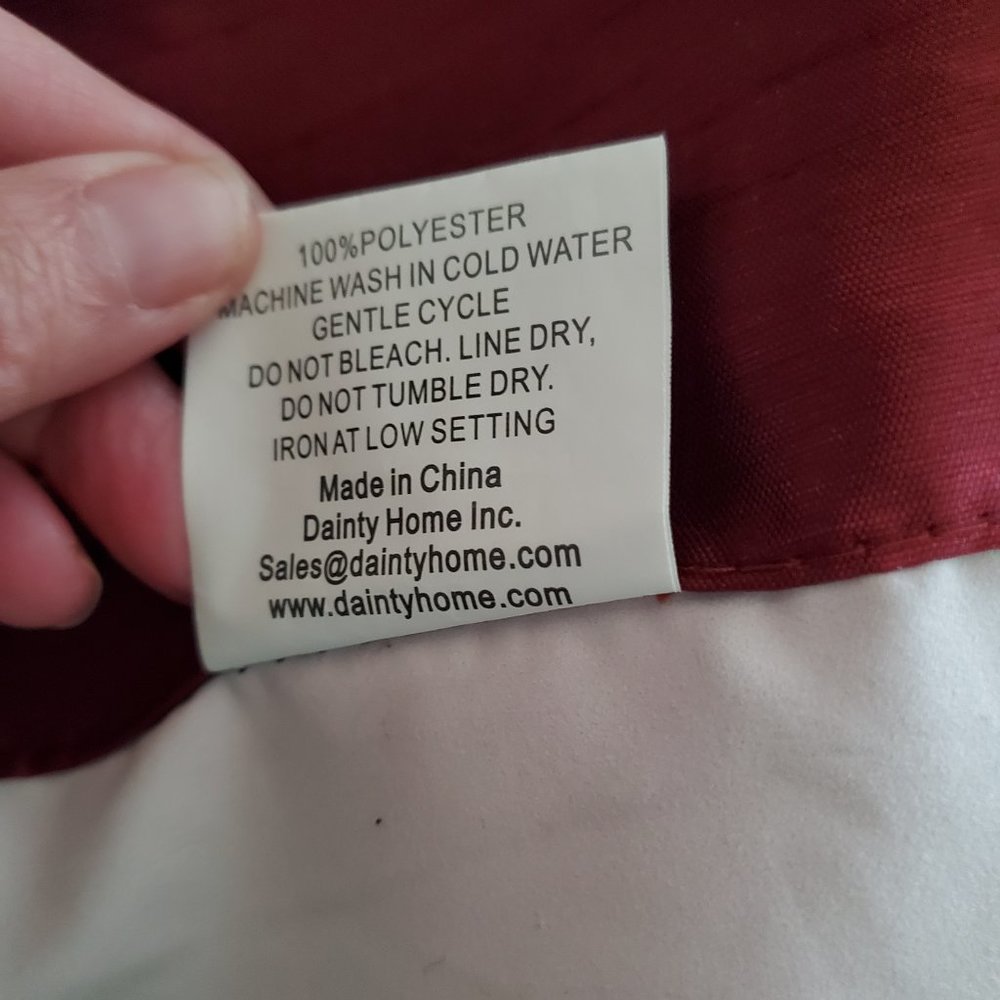 100%POLYESTER
MACHINE WASH IN COLD WATER
GENTLE CYCLE
DO NOT BLEACH. LINE DRY,
DO NOT TUMBLE DRY.
IRON AT LOW SETTING
Made in China
Dainty Home Inc.
Sales@daintyhome.com
www.daintyhome.com